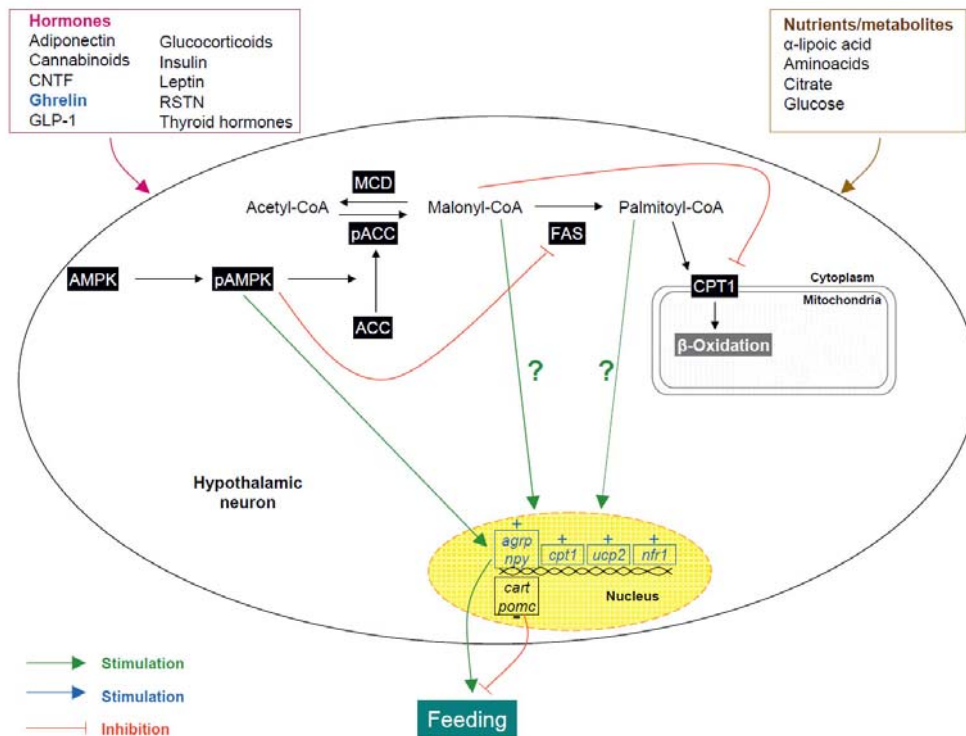 Hormones
Adiponectin
Cannabinoids
CNTF
Ghrelin
GLP-1
Glucocorticoids
Insulin
Leptin
RSTN
Thyroid hormones
Nutrients/metabolites
α-lipoic acid
Aminoacids
Citrate
Glucose
MCD
Acetyl-CoA
Malonyl-CoA
Palmitoyl-CoA
pACC
FAS
AMPK
pAMPK
ACC
CPT1
Cytoplasm
Mitochondria
β-Oxidation
?
?
Hypothalamic
neuron
+
+
+
+
agrp
npy
cpt1
ucp2
nfr1
cart
pomc
-
Nucleus
Stimulation
Stimulation
Inhibition
Feeding